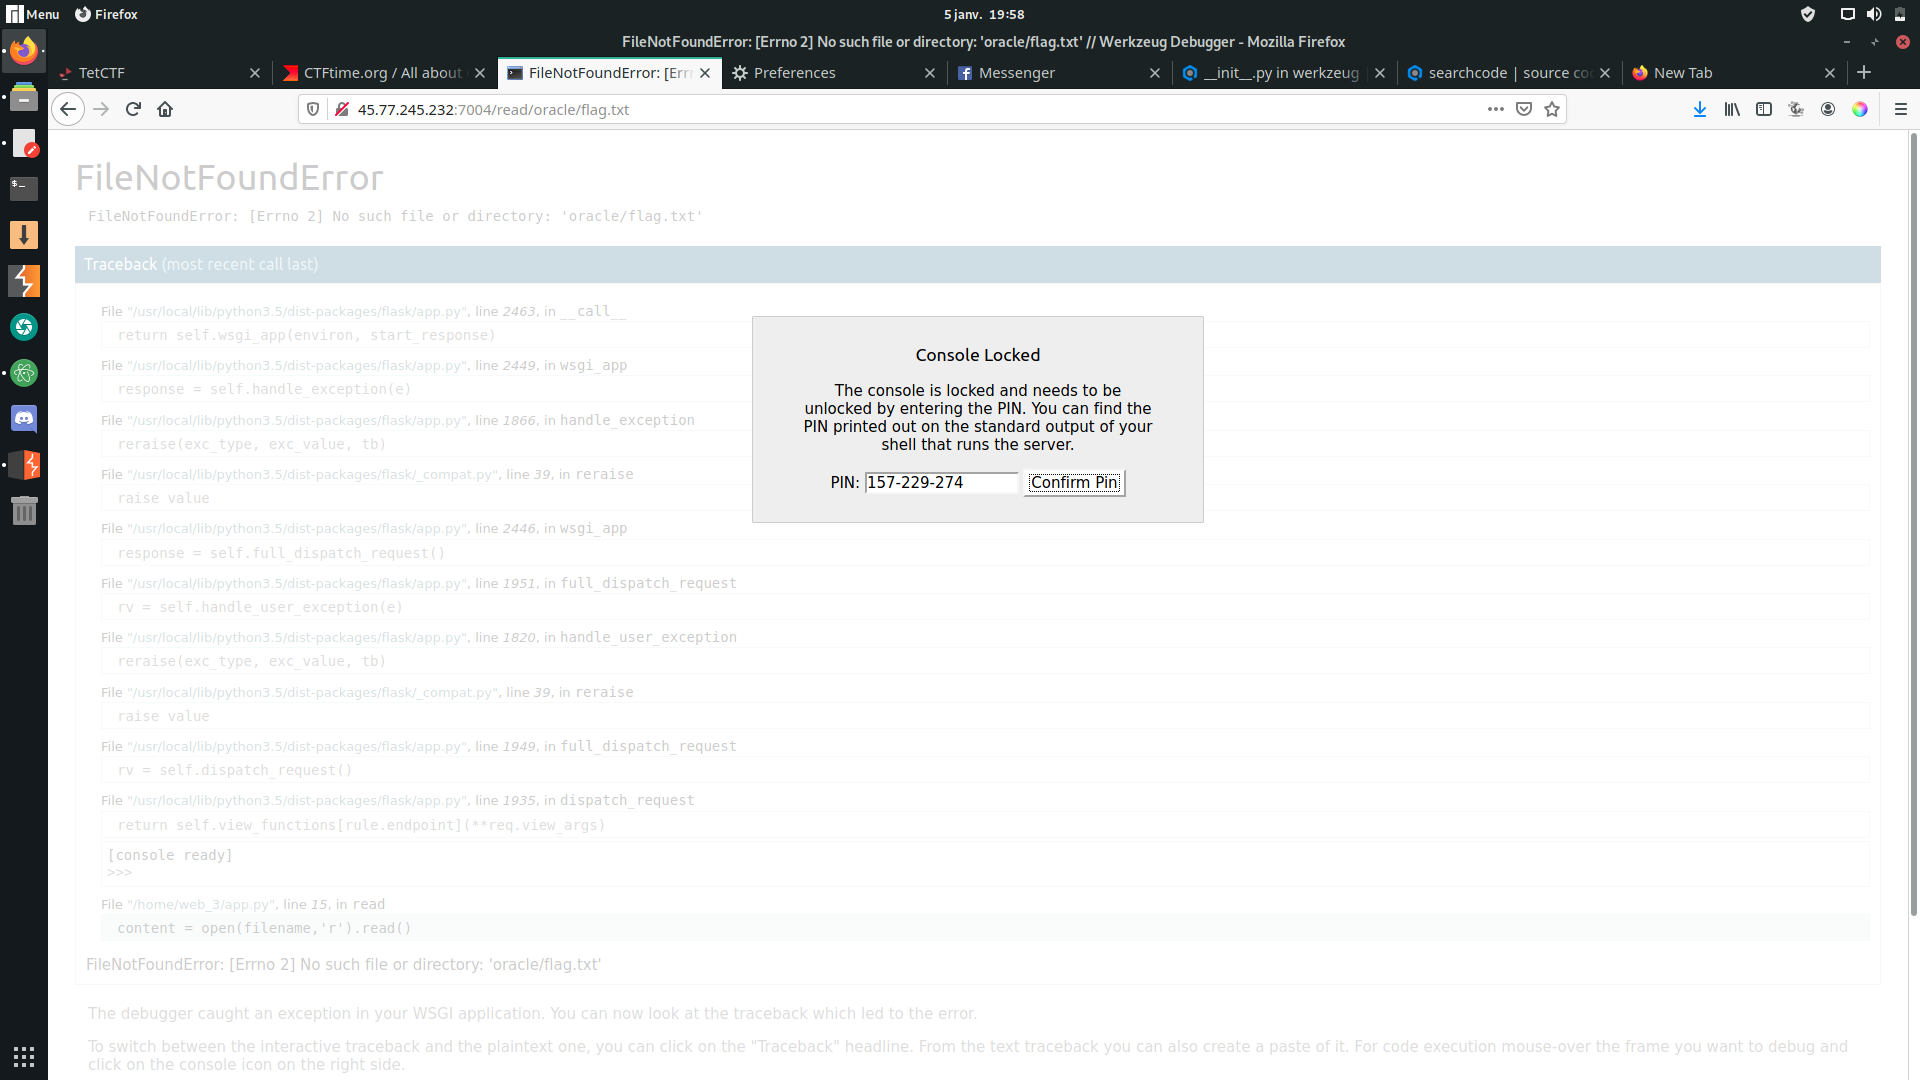 Menu Firefox 5 janv. 19:58
FileNotFoundError: [Errno 2] No such file or directory: 'oracle/flag.txt' // Werkzeug Debugger - Mozilla Firefox
TetCTF CTFtime.org / All about FileNotFoundError: [Err Preferences Messenger __init__.py in werkzeug searchcode | source co New Tab
45.77.245.232:7004/read/oracle/flag.txt
FileNotFoundError
FileNotFoundError: [Errno 2] No such file or directory: 'oracle/flag.txt'
Traceback (most recent call last)
File "/usr/local/lib/python3.5/dist-packages/flask/app.py", line 2463, in __call__
return self.wsgi_app(environ, start_response)
File "/usr/local/lib/python3.5/dist-packages/flask/app.py", line 2449, in wsgi_app
response = self.handle_exception(e)
File "/usr/local/lib/python3.5/dist-packages/flask/app.py", line 1866, in handle_exception
reraise(exc_type, exc_value, tb)
File "/usr/local/lib/python3.5/dist-packages/flask/_compat.py", line 39, in reraise
raise value
File "/usr/local/lib/python3.5/dist-packages/flask/app.py", line 2446, in wsgi_app
response = self.full_dispatch_request()
File "/usr/local/lib/python3.5/dist-packages/flask/app.py", line 1951, in full_dispatch_request
rv = self.handle_user_exception(e)
File "/usr/local/lib/python3.5/dist-packages/flask/app.py", line 1820, in handle_user_exception
reraise(exc_type, exc_value, tb)
File "/usr/local/lib/python3.5/dist-packages/flask/_compat.py", line 39, in reraise
raise value
File "/usr/local/lib/python3.5/dist-packages/flask/app.py", line 1949, in full_dispatch_request
rv = self.dispatch_request()
File "/usr/local/lib/python3.5/dist-packages/flask/app.py", line 1935, in dispatch_request
return self.view_functions[rule.endpoint](**req.view_args)
[console ready]
>>>
File "/home/web_3/app.py", line 15, in read
content = open(filename,'r').read()
FileNotFoundError: [Errno 2] No such file or directory: 'oracle/flag.txt'
The debugger caught an exception in your WSGI application. You can now look at the traceback which led to the error.
To switch between the interactive traceback and the plaintext one, you can click on the "Traceback" headline. From the text traceback you can also create a paste of it. For code execution mouse-over the frame you want to debug and
click on the console icon on the right side.
Console Locked
The console is locked and needs to be
unlocked by entering the PIN. You can find the
PIN printed out on the standard output of your
shell that runs the server.
PIN: 157-229-274 Confirm Pin